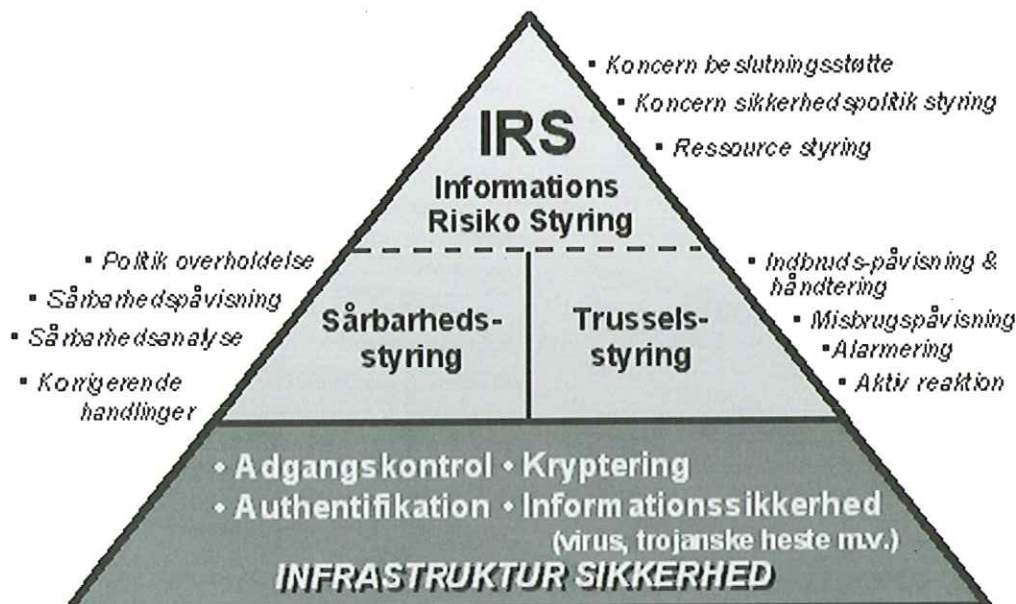 ▪ Koncern beslutningsstøtte
▪ Koncern sikkerhedspolitik styring
▪ Ressource styring
IRS
Informations
Risiko Styring
▪ Politik overholdelse
▪ Sårbarhedspåvisning
▪ Sårbarhedsanalyse
▪ Korrigerende
handlinger
Sårbarheds-
styring
Trussels-
styring
▪ Indbruds-påvisning &
håndtering
▪ Misbrugspåvisning
▪ Alarmering
▪ Aktiv reaktion
• Adgangskontrol • Kryptering
• Authentifikation • Informationssikkerhed
(virus, trojanske heste m.v.)
INFRASTRUKTUR SIKKERHED